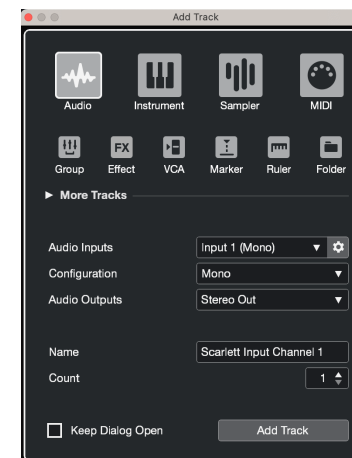 Add Track
Audio Instrument Sampler MIDI
FX
Group Effect VCA Marker Ruler Folder
More Tracks
Audio Inputs Input 1 (Mono)
Configuration Mono
Audio Outputs Stereo Out
Name Scarlett Input Channel 1
Count 1
Keep Dialog Open Add Track